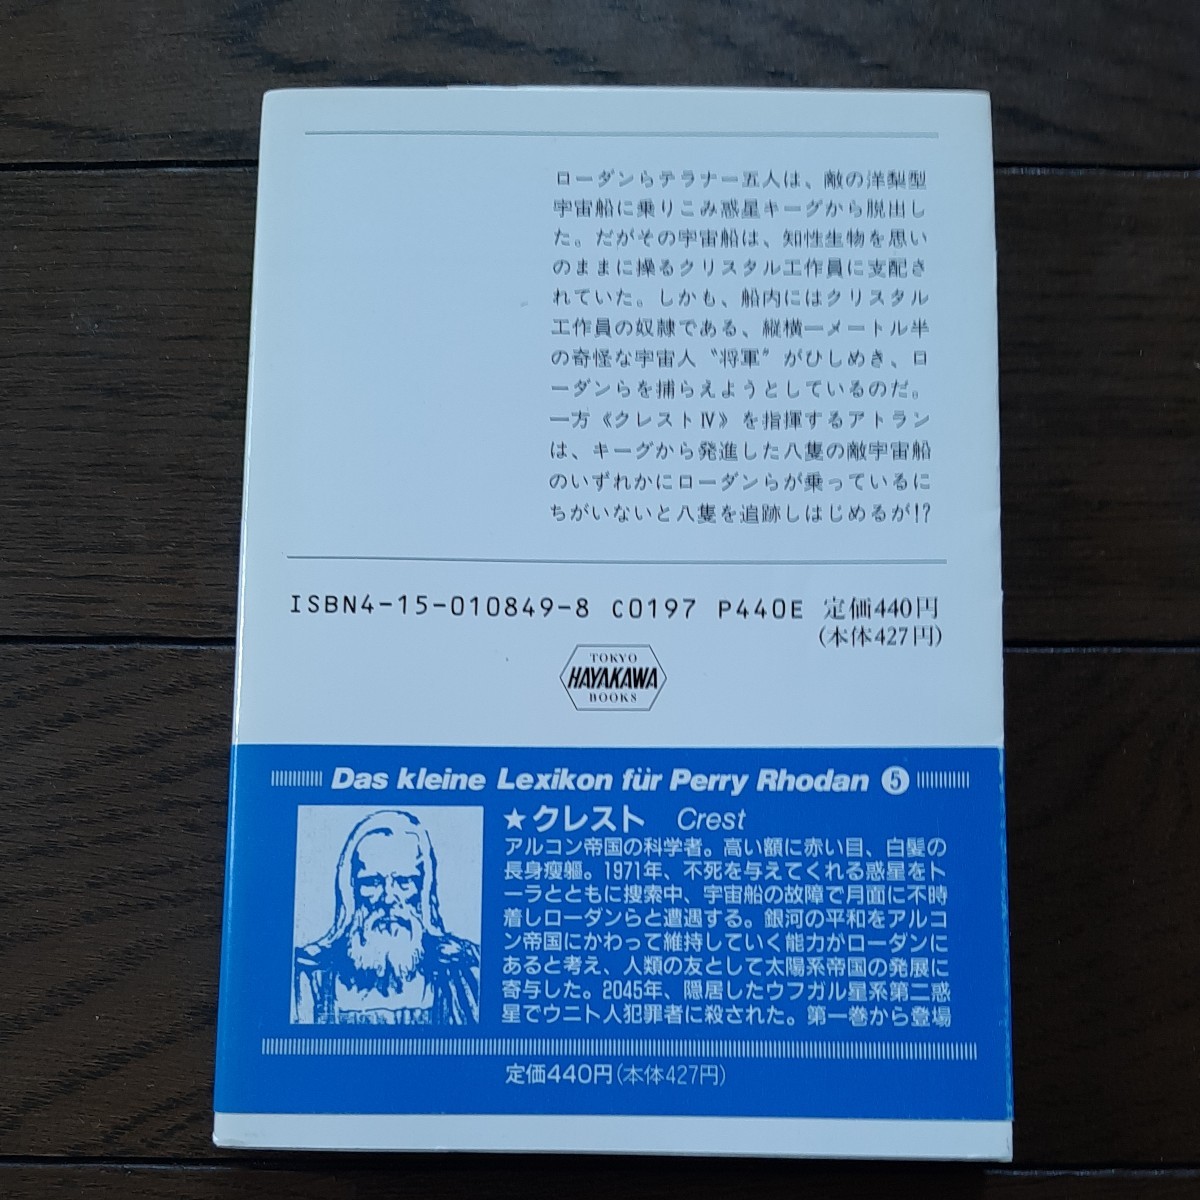 ローダンらテラナー五人は、敵の洋梨型
宇宙船に乗りこみ惑星キーグから脱出し
た。だがその宇宙船は、知性生物を思い
のままに操るクリスタル工作員に支配さ
れていた。しかも、船内にはクリスタル
工作員の奴隷である、縦横一メートル半
の奇怪な宇宙人〝将軍〟がひしめき、ロ
ーダンらを捕らえようとしているのだ。
一方《クレストⅣ》を指揮するアトラン
は、キーグから発進した八隻の敵宇宙船
のいずれかにローダンらが乗っているに
ちがいないと八隻を追跡しはじめるが!?
ISBN4-15-010849-8 C0197 P440E 定価440円
(本体427円)
TOKYO
HAYAKAWA
BOOKS
Das kleine Lexikon für Perry Rhodan ❺
★クレスト Crest
アルコン帝国の科学者。高い額に赤い目、白髪の
長身痩軀。1971年、不死を与えてくれる惑星をト
ーラとともに捜索中、宇宙船の故障で月面に不時
着しローダンらと遭遇する。銀河の平和をアルコ
ン帝国にかわって維持していく能力がローダンに
あると考え、人類の友として太陽系帝国の発展に
寄与した。2045年、隠居したウフガル星系第二惑
星でウニト人犯罪者に殺された。第一巻から登場
定価440円(本体427円)